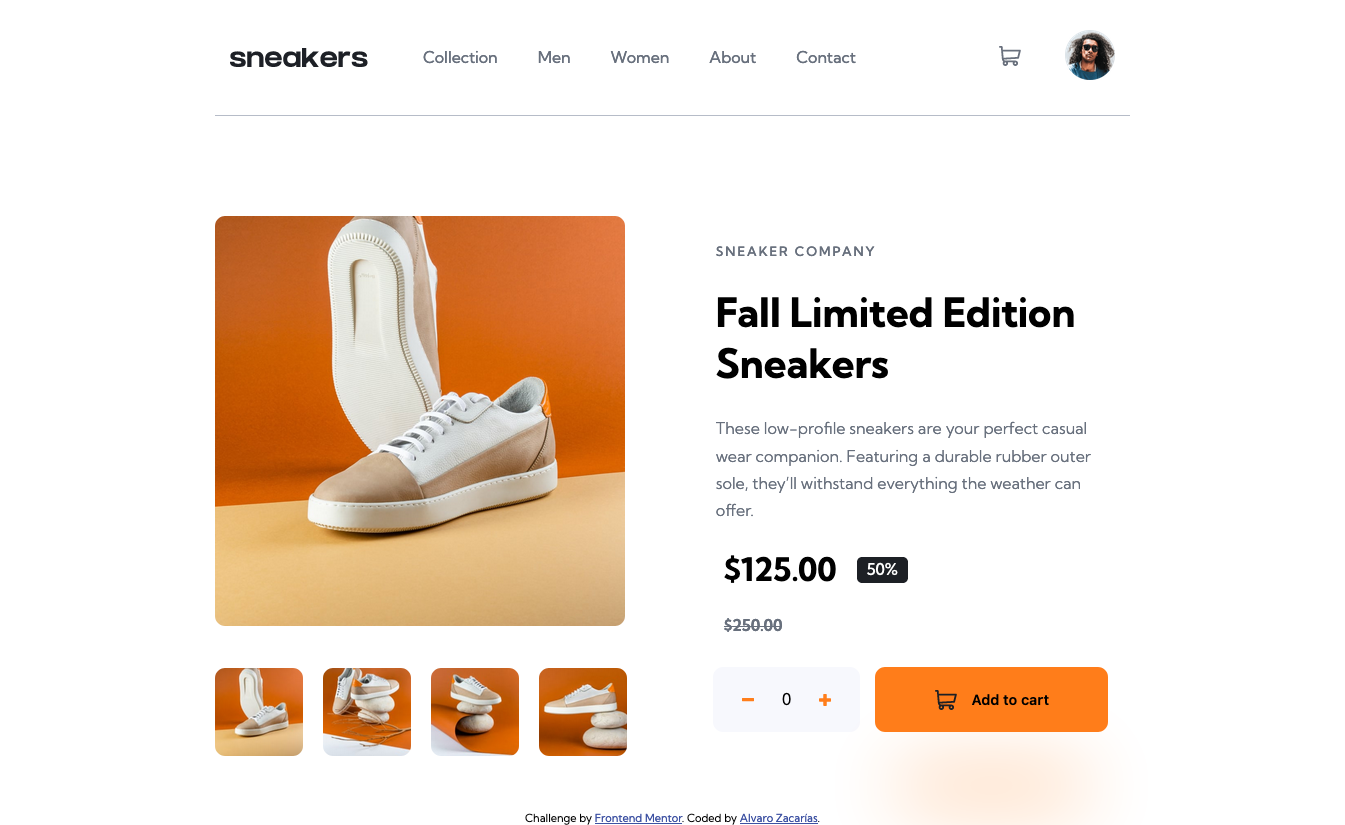 sneakers
Collection
Men
Women
About
Contact
SNEAKER COMPANY
Fall Limited Edition
Sneakers
These low-profile sneakers are your perfect casual
wear companion. Featuring a durable rubber outer
sole, they'll withstand everything the weather can
offer.
$125.00
50%
$250.00
0
Add to cart
Challenge by Frontend Mentor. Coded by Alvaro Zacarías.